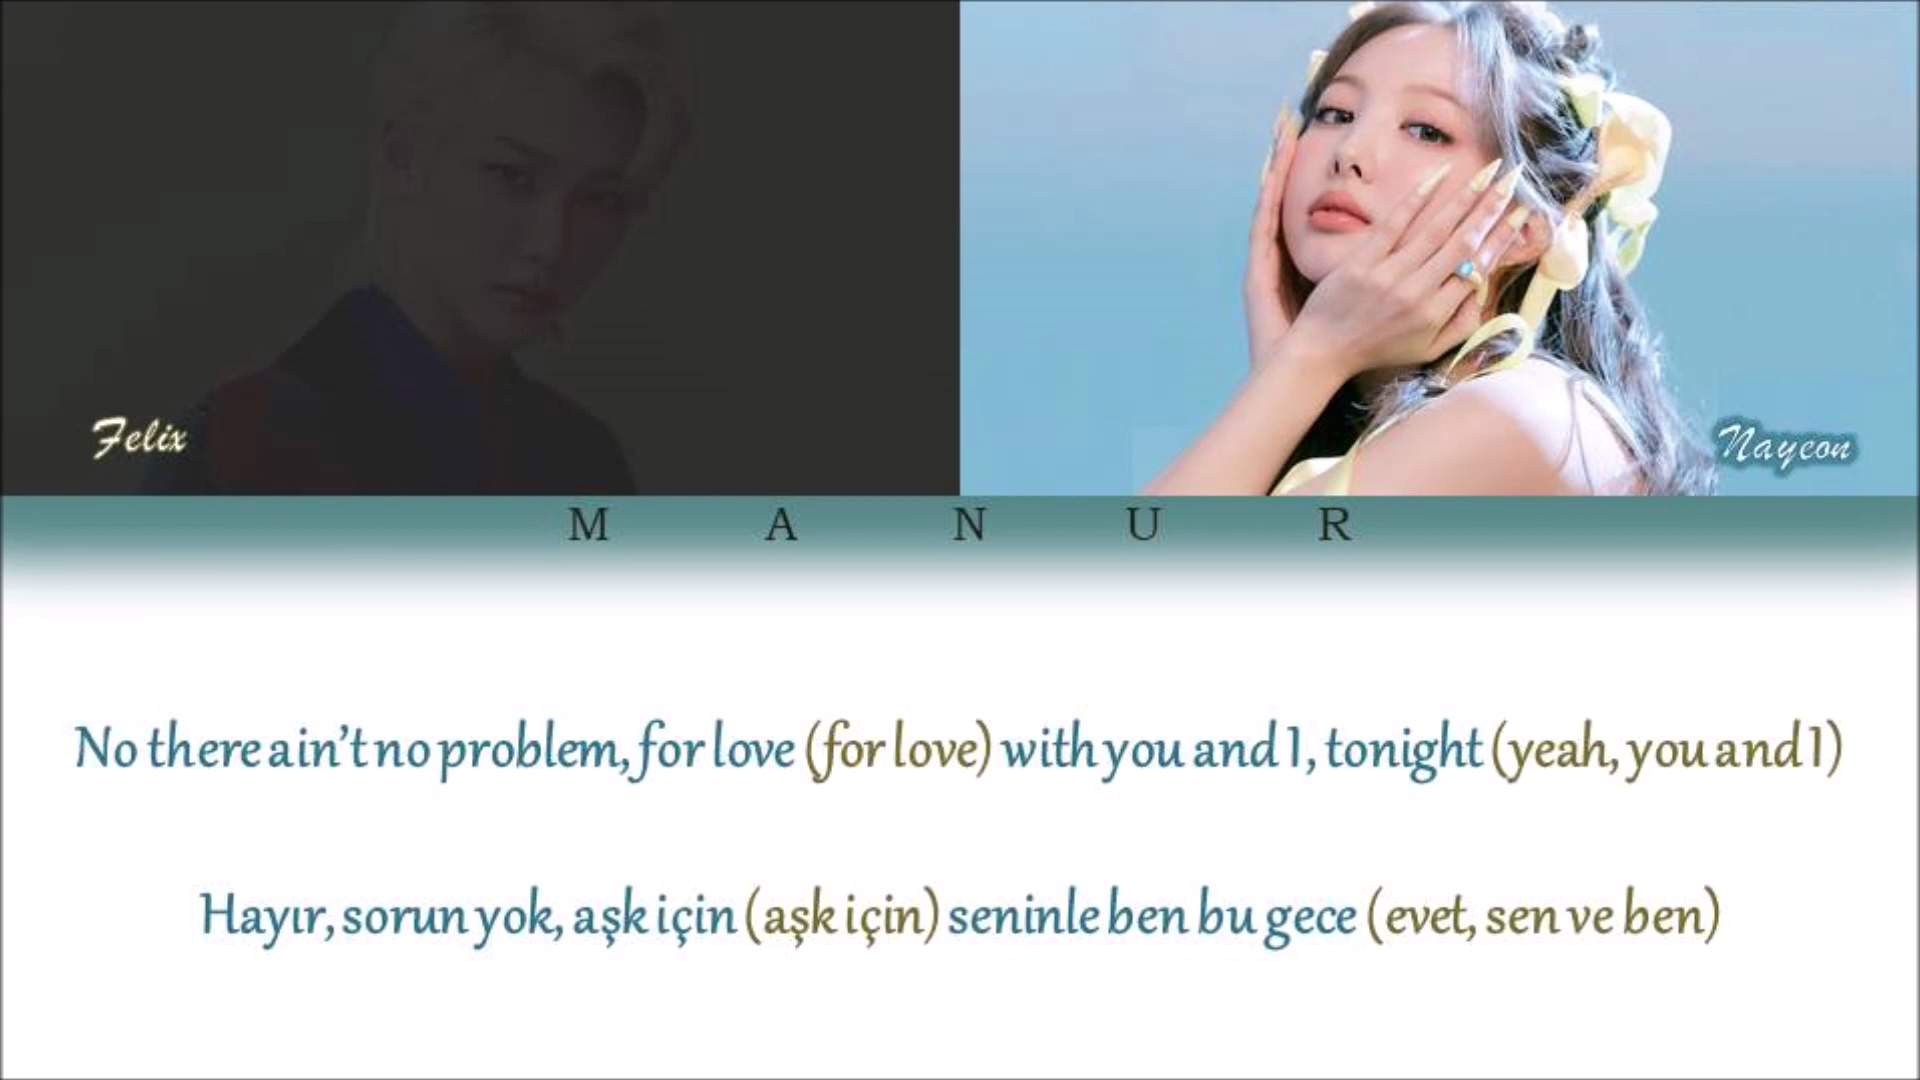 Felix
Nayeon
M A N U R
No there ain't no problem, for love (for love) with you and I, tonight (yeah, you and I)
Hayır, sorun yok, aşk için (aşk için) seninle ben bu gece (evet, sen ve ben)